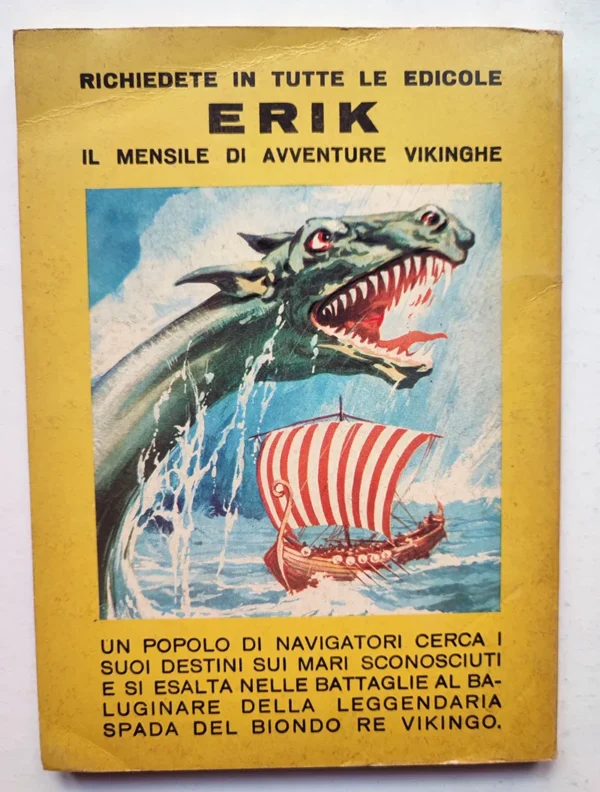 RICHIEDETE IN TUTTE LE EDICOLE
ERIK
IL MENSILE DI AVVENTURE VIKINGHE
UN POPOLO DI NAVIGATORI CERCA I
SUOI DESTINI SUI MARI SCONOSCIUTI
E SI ESALTA NELLE BATTAGLIE AL BA-
LUGINARE DELLA LEGGENDARIA
SPADA DEL BIONDO RE VIKINGO.